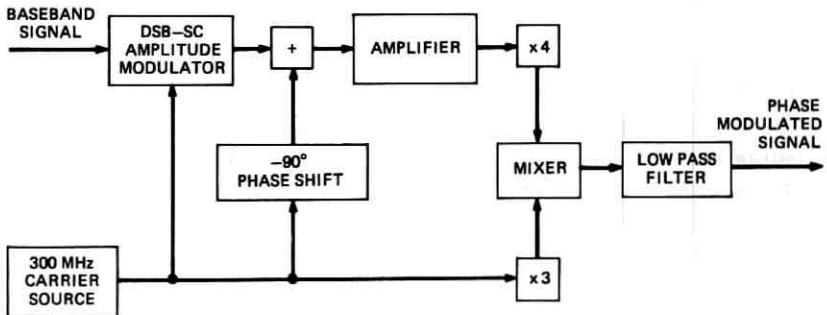 BASEBAND
SIGNAL
DSB–SC
AMPLITUDE
MODULATOR
+
AMPLIFIER
x4
PHASE
MODULATED
SIGNAL
–90°
PHASE SHIFT
MIXER
LOW PASS
FILTER
300 MHz
CARRIER
SOURCE
x3